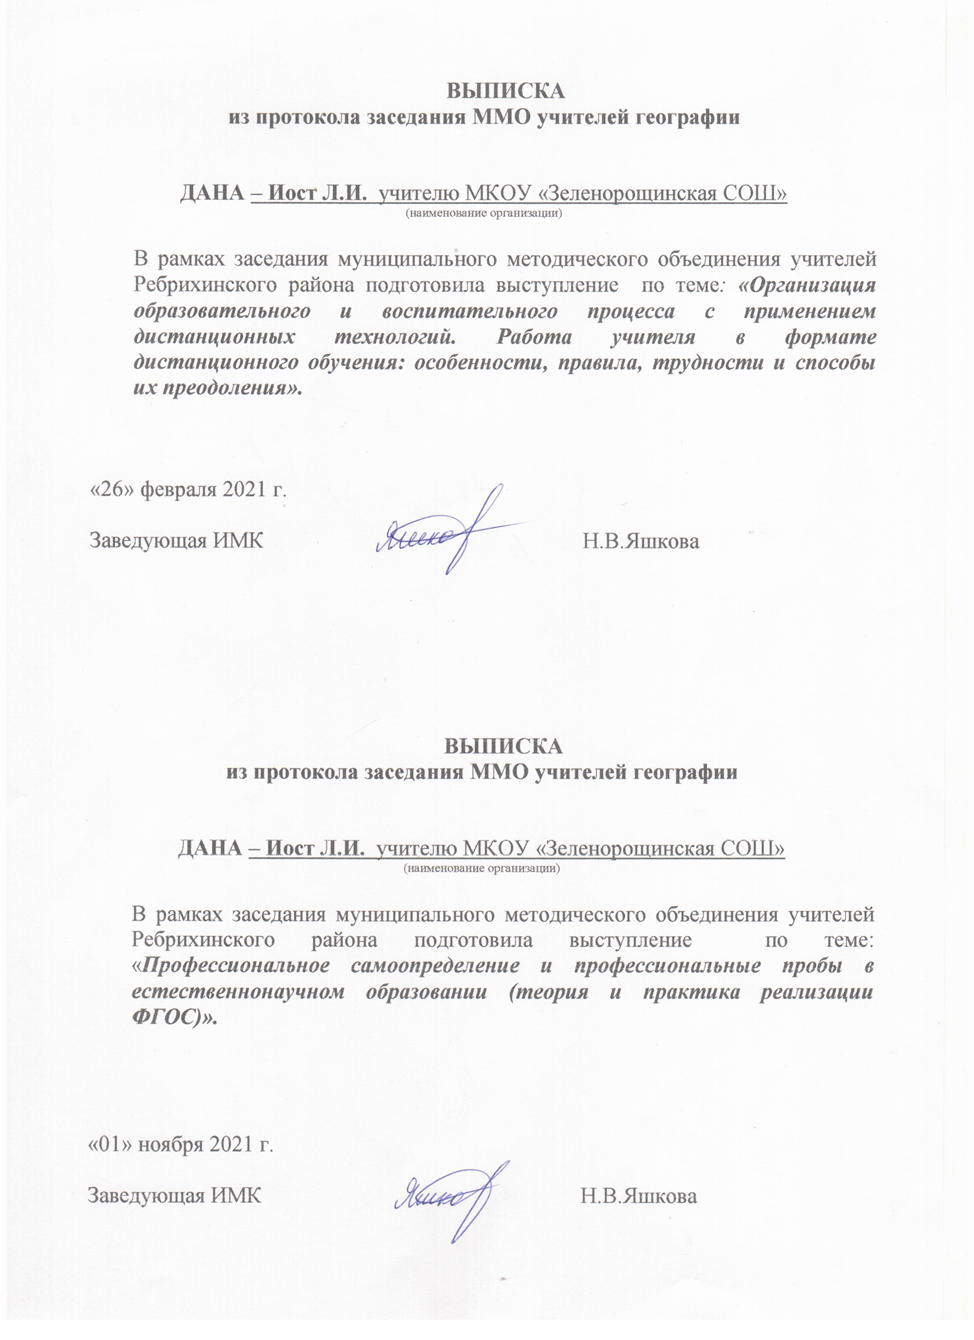 ВЫПИСКА
из протокола заседания ММО учителей географии
ДАНА – Иост Л.И.  учителю МКОУ «Зеленорощинская СОШ»
(наименование организации)
В рамках заседания муниципального методического объединения учителей
Ребрихинского района подготовила выступление  по теме: «Организация
образовательного и воспитательного процесса с применением
дистанционных технологий. Работа учителя в формате
дистанционного обучения: особенности, правила, трудности и способы
их преодоления».
«26» февраля 2021 г.
Заведующая ИМК Яшков Н.В.Яшкова
ВЫПИСКА
из протокола заседания ММО учителей географии
ДАНА – Иост Л.И.  учителю МКОУ «Зеленорощинская СОШ»
(наименование организации)
В рамках заседания муниципального методического объединения учителей
Ребрихинского района подготовила выступление  по теме:
«Профессиональное самоопределение и профессиональные пробы в
естественнонаучном образовании (теория и практика реализации
ФГОС)».
«01» ноября 2021 г.
Заведующая ИМК Яшков Н.В.Яшкова